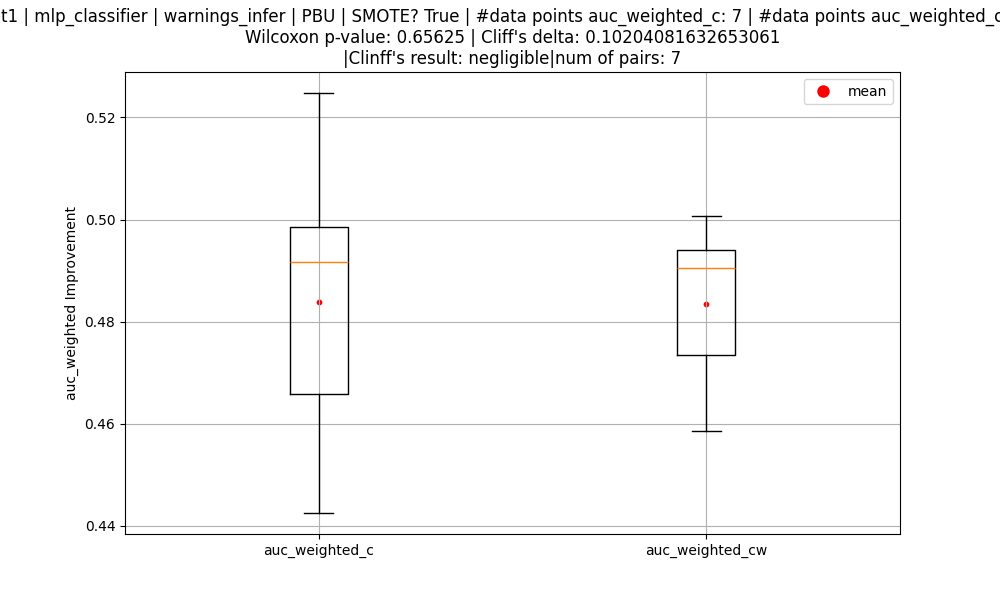 t1 | mlp_classifier | warnings_infer | PBU | SMOTE? True | #data points auc_weighted_c: 7 | #data points auc_weighted_c
Wilcoxon p-value: 0.65625 | Cliff's delta: 0.10204081632653061
|Clinff's result: negligible|num of pairs: 7
mean
0.52
0.50
0.48
0.46
0.44
auc_weighted Improvement
auc_weighted_c
auc_weighted_cw